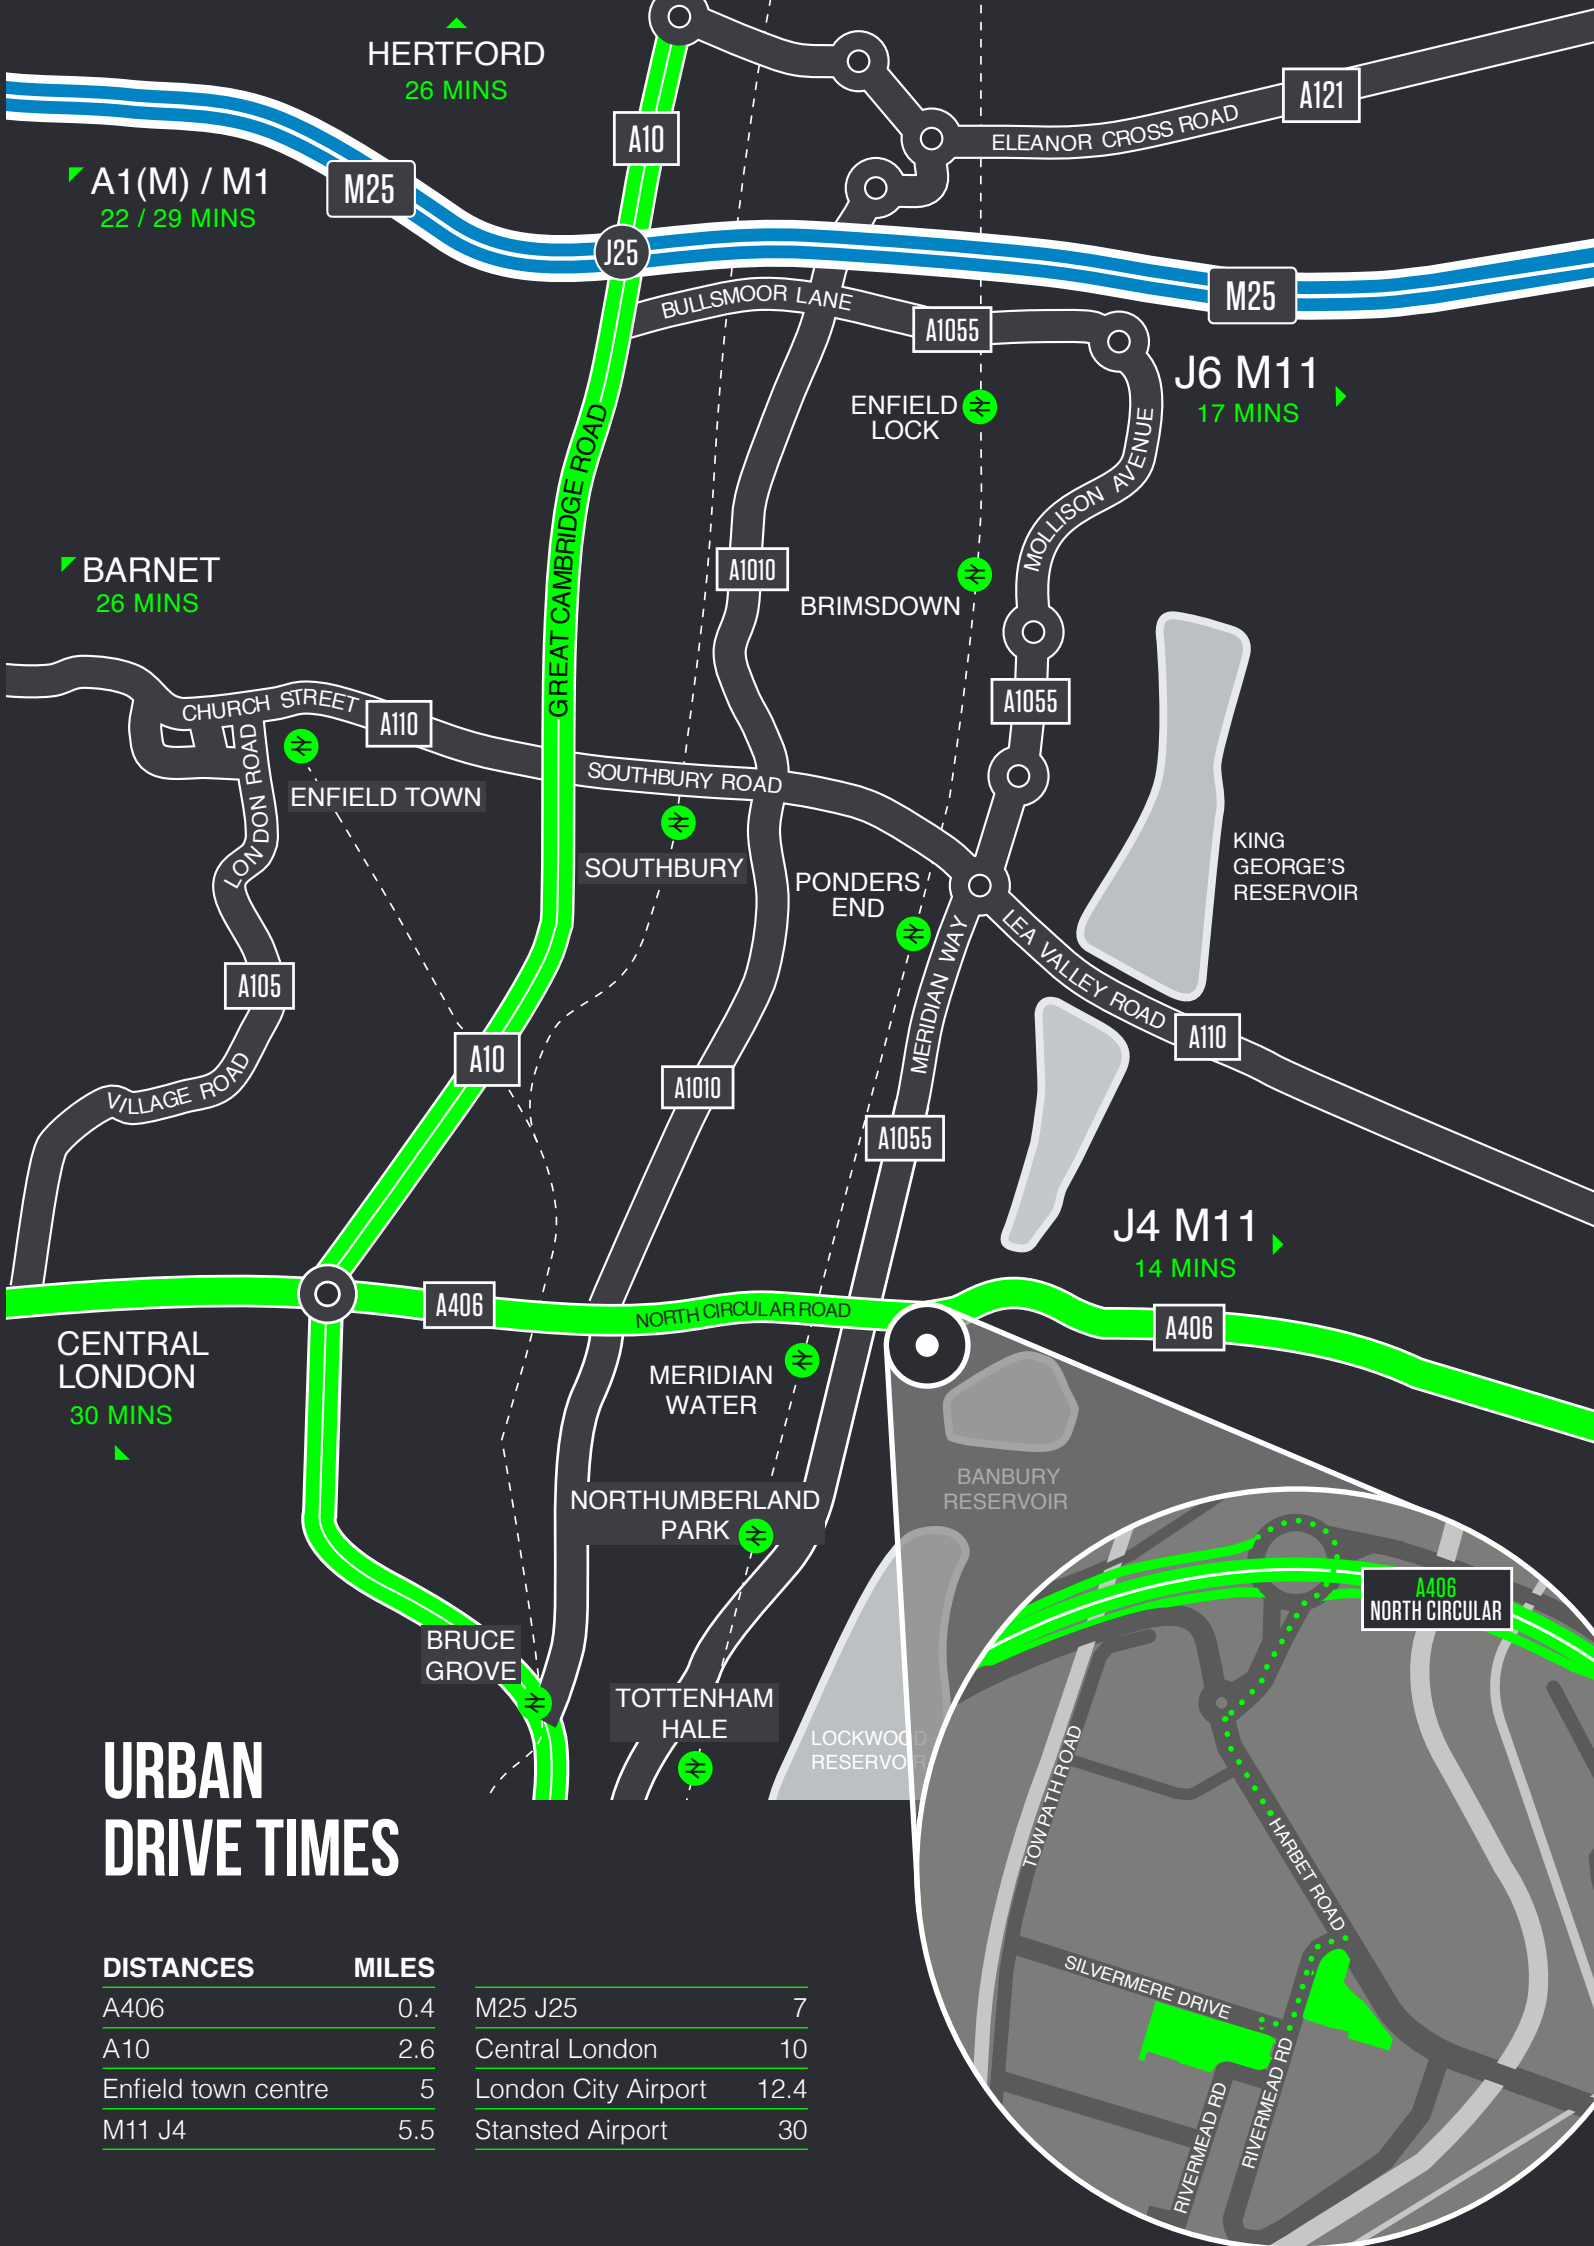 HERTFORD
26 MINS
A10
A121
ELEANOR CROSS ROAD
A1(M) / M1
22 / 29 MINS
M25
J25
M25
BULLSMOOR LANE
A1055
J6 M11
17 MINS
ENFIELD
LOCK
GREAT CAMBRIDGE ROAD
MOLLISON AVENUE
BARNET
26 MINS
A1010
BRIMSDOWN
CHURCH STREET
A110
A1055
LONDON ROAD
ENFIELD TOWN
SOUTHBURY ROAD
SOUTHBURY
PONDERS
END
KING
GEORGE'S
RESERVOIR
MERIDIAN WAY
LEA VALLEY ROAD
A105
A110
A10
VILLAGE ROAD
A1010
A1055
J4 M11
14 MINS
A406
NORTH CIRCULAR ROAD
A406
CENTRAL
LONDON
30 MINS
MERIDIAN
WATER
BANBURY
RESERVOIR
NORTHUMBERLAND
PARK
A406
NORTH CIRCULAR
BRUCE
GROVE
TOTTENHAM
HALE
LOCKWOOD
RESERVOIR
TOW PATH ROAD
HARBET ROAD
SILVERMERE DRIVE
RIVERMEAD RD
RIVERMEAD RD
URBAN
DRIVE TIMES
DISTANCES MILES
A406 0.4
A10 2.6
Enfield town centre 5
M11 J4 5.5
M25 J25 7
Central London 10
London City Airport 12.4
Stansted Airport 30